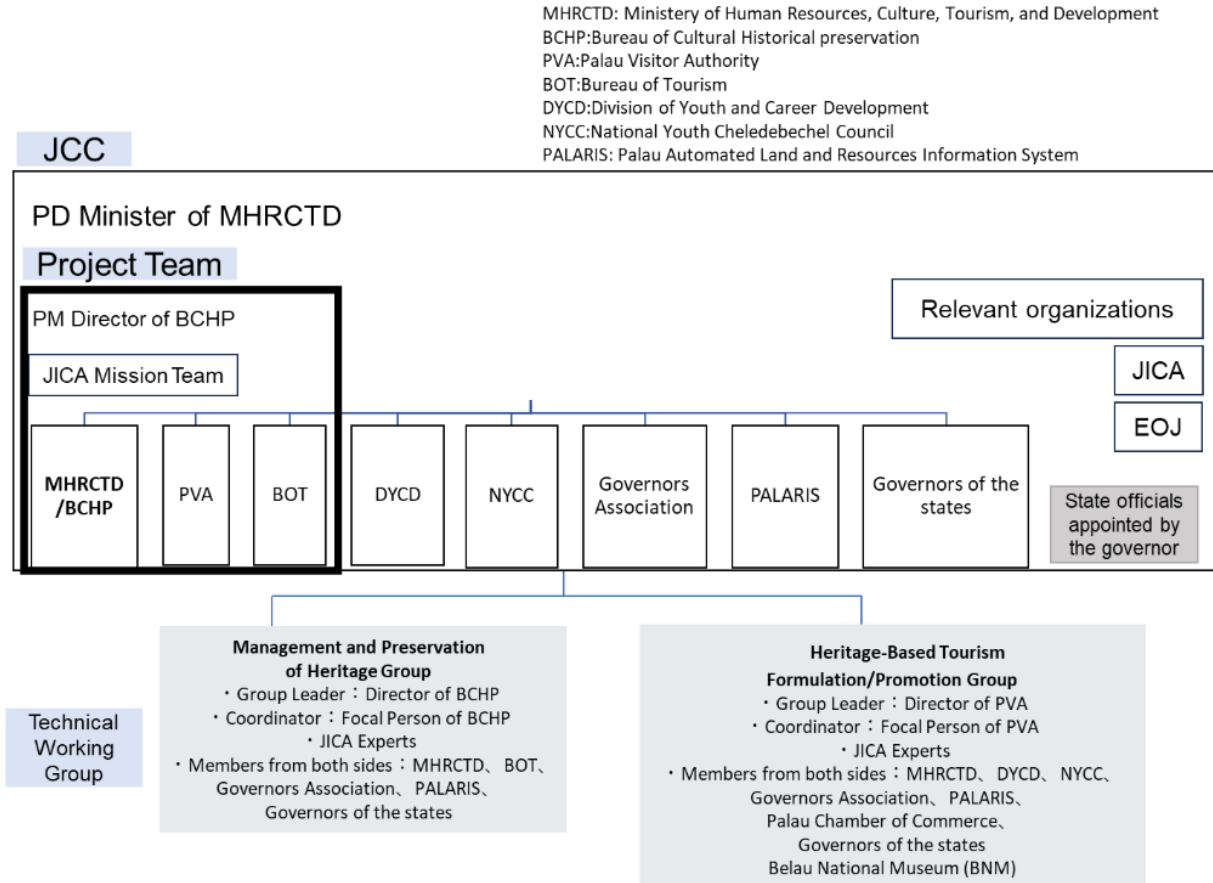 MHRCTD: Ministery of Human Resources, Culture, Tourism, and Development
BCHP:Bureau of Cultural Historical preservation
PVA:Palau Visitor Authority
BOT:Bureau of Tourism
DYCD:Division of Youth and Career Development
NYCC:National Youth Cheledebechel Council
PALARIS: Palau Automated Land and Resources Information System
JCC
PD Minister of MHRCTD
Project Team
PM Director of BCHP
JICA Mission Team
Relevant organizations
JICA
EOJ
MHRCTD
/BCHP
PVA
BOT
DYCD
NYCC
Governors
Association
PALARIS
Governors of the
states
State officials
appointed by
the governor
Technical
Working
Group
Management and Preservation
of Heritage Group
・Group Leader：Director of BCHP
・Coordinator：Focal Person of BCHP
・JICA Experts
・Members from both sides：MHRCTD、BOT、
Governors Association、PALARIS、
Governors of the states
Heritage-Based Tourism
Formulation/Promotion Group
・Group Leader：Director of PVA
・Coordinator：Focal Person of PVA
・JICA Experts
・Members from both sides：MHRCTD、DYCD、NYCC、
Governors Association、PALARIS、
Palau Chamber of Commerce、
Governors of the states
Belau National Museum (BNM)